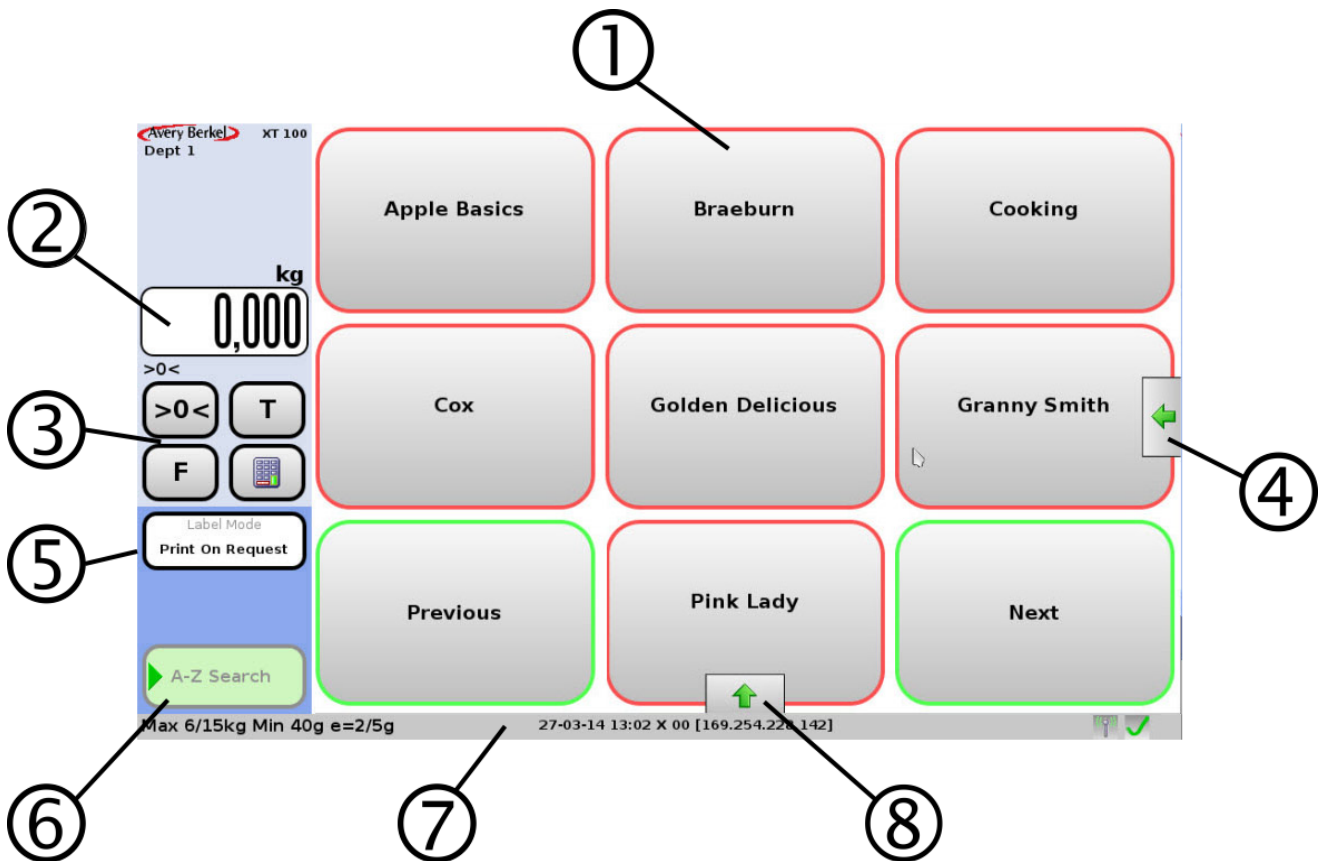 ①
Avery Berkel XT 100
Dept 1
Apple Basics
Braeburn
Cooking
②
kg
0,000
>0<
>0<
T
③
F
Cox
Golden Delicious
Granny Smith
④
Label Mode
Print On Request
⑤
Previous
Pink Lady
Next
A-Z Search
Max 6/15kg Min 40g e=2/5g
27-03-14 13:02 X 00 [169.254.228.142]
⑥
⑦
⑧